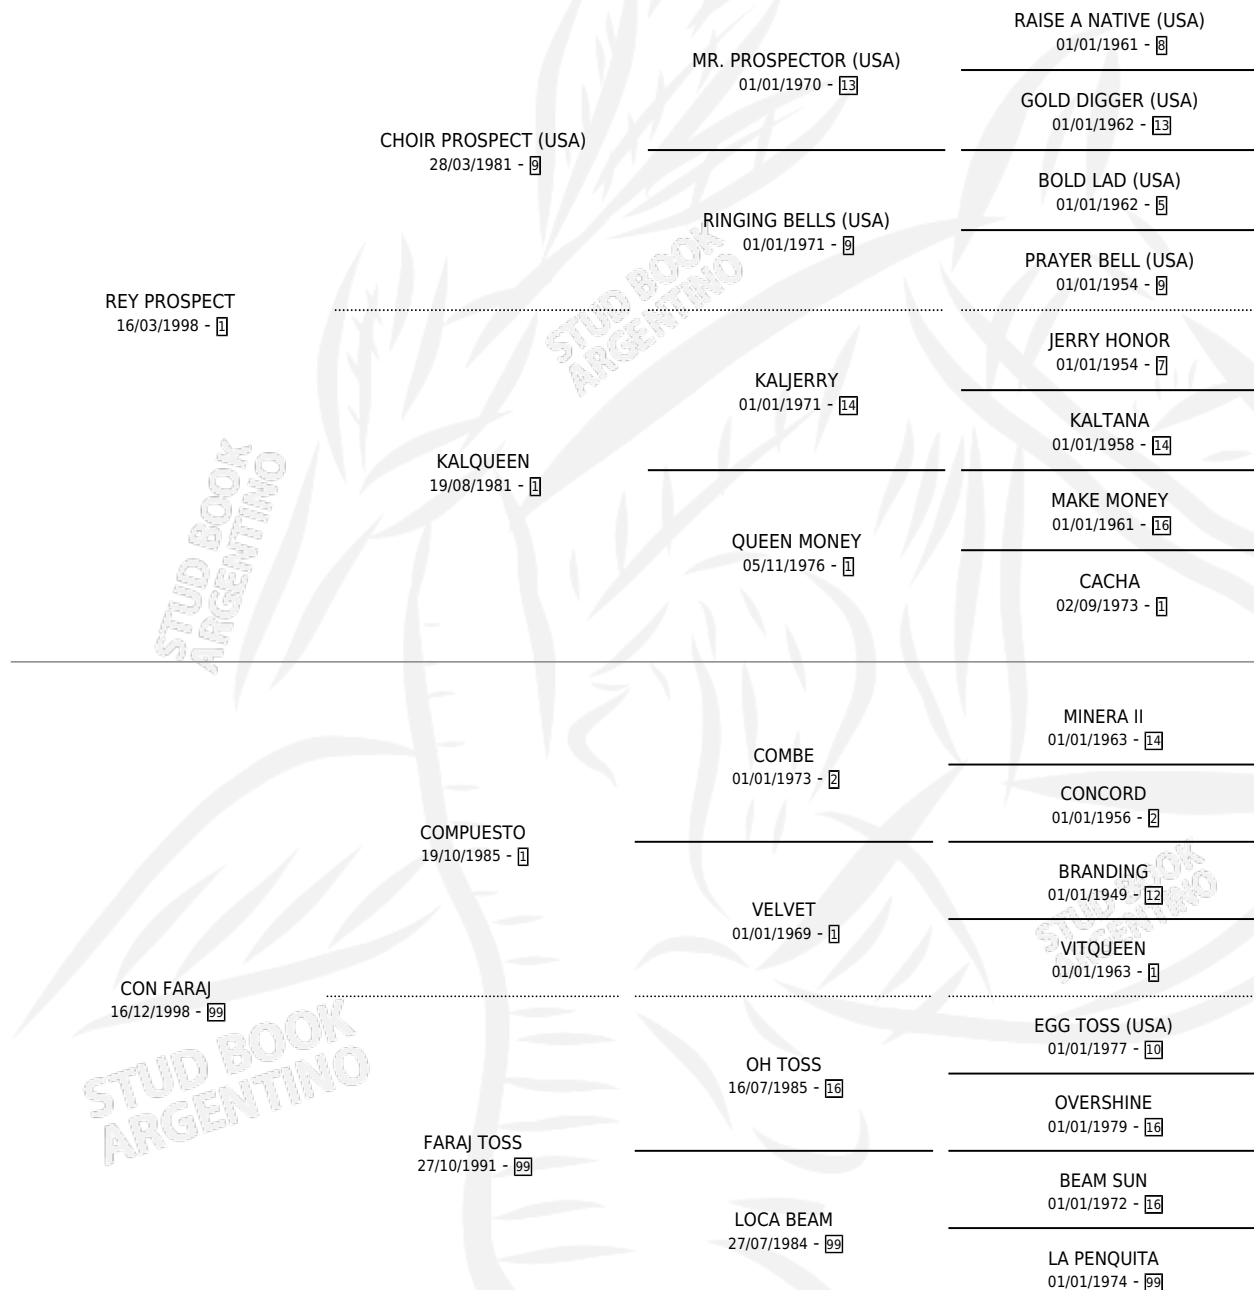 RAISE A NATIVE (USA)
01/01/1961 - 8
MR. PROSPECTOR (USA)
01/01/1970 - 13
GOLD DIGGER (USA)
01/01/1962 - 13
CHOIR PROSPECT (USA)
28/03/1981 - 9
BOLD LAD (USA)
01/01/1962 - 5
RINGING BELLS (USA)
01/01/1971 - 9
PRAYER BELL (USA)
01/01/1954 - 9
REY PROSPECT
16/03/1998 - 1
JERRY HONOR
01/01/1954 - 7
KALJERRY
01/01/1971 - 14
KALTANA
01/01/1958 - 14
KALQUEEN
19/08/1981 - 1
MAKE MONEY
01/01/1961 - 16
QUEEN MONEY
05/11/1976 - 1
CACHA
02/09/1973 - 1
MINERA II
01/01/1963 - 14
COMBE
01/01/1973 - 2
CONCORD
01/01/1956 - 2
COMPUESTO
19/10/1985 - 1
BRANDING
01/01/1949 - 12
VELVET
01/01/1969 - 1
VITQUEEN
01/01/1963 - 1
CON FARAJ
16/12/1998 - 99
EGG TOSS (USA)
01/01/1977 - 10
OH TOSS
16/07/1985 - 16
OVERSHINE
01/01/1979 - 16
FARAJ TOSS
27/10/1991 - 99
BEAM SUN
01/01/1972 - 16
LOCA BEAM
27/07/1984 - 99
LA PENQUITA
01/01/1974 - 99
STUD BOOK
ARGENTINO
STUD BOOK
ARGENTINO
STUD BOOK
ARGENTINO
STUD BOOK
ARGENTINO